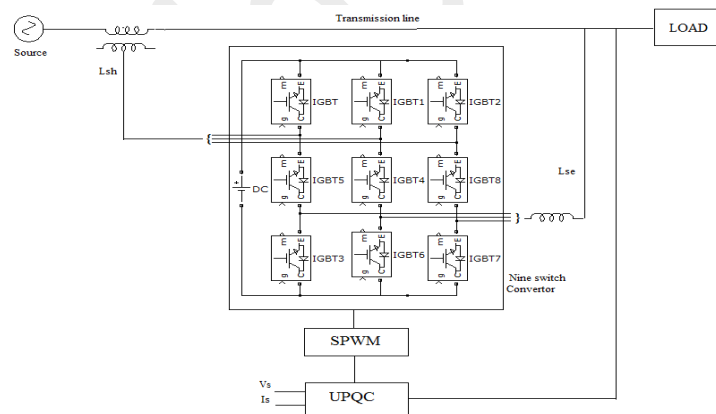 Transmission line
LOAD
Source
Lsh
m
E
IGBT
g
C
m
E
IGBT1
g
C
m
E
IGBT2
g
C
{
m
E
IGBT5
g
C
m
E
IGBT4
g
C
m
E
IGBT8
g
C
Lse
+
DC
}
m
E
IGBT3
g
C
m
E
IGBT6
g
C
m
E
IGBT7
g
C
Nine switch
Convertor
SPWM
Vs
Is
UPQC